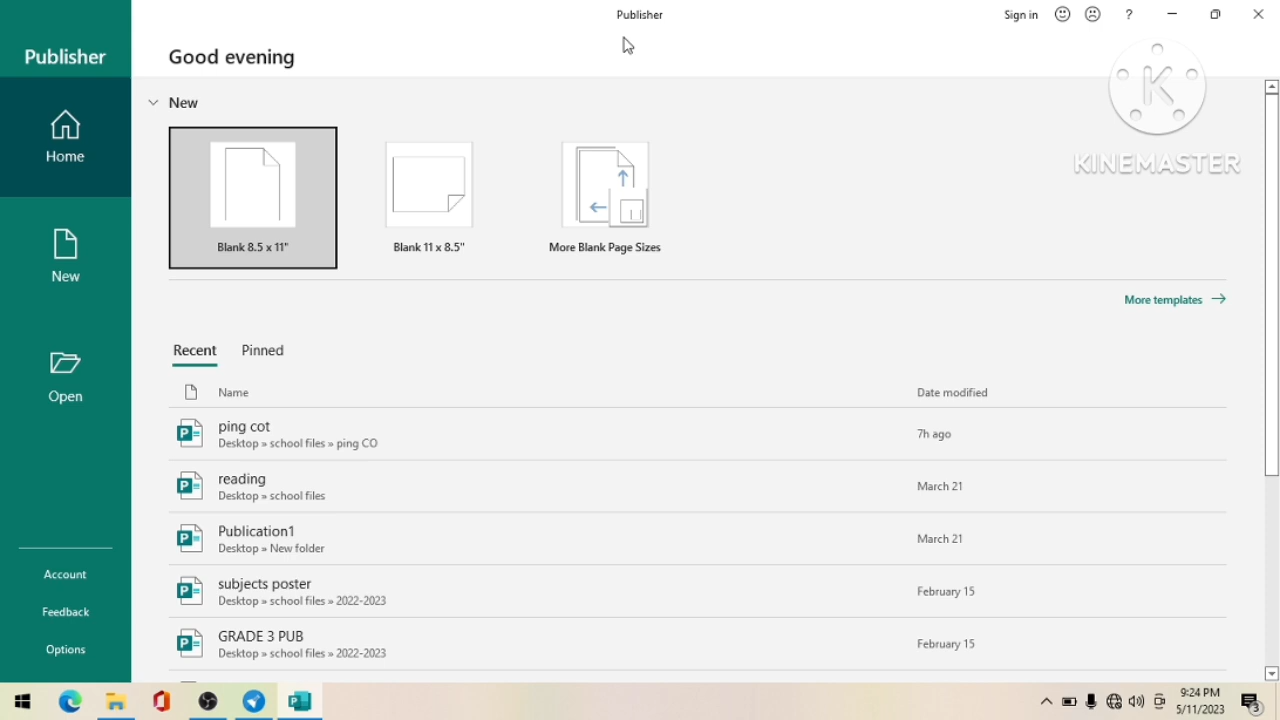 Publisher
Sign in
?
Publisher
Good evening
New
Home
Blank 8.5 x 11"
Blank 11 x 8.5"
More Blank Page Sizes
K
KINEMASTER
New
More templates
Recent
Pinned
Open
Name
Date modified
ping cot
Desktop » school files » ping CO
7h ago
reading
Desktop » school files
March 21
Publication1
Desktop » New folder
March 21
Account
subjects poster
Desktop » school files » 2022-2023
February 15
Feedback
GRADE 3 PUB
Desktop » school files » 2022-2023
February 15
Options
9:24 PM
5/11/2023
3